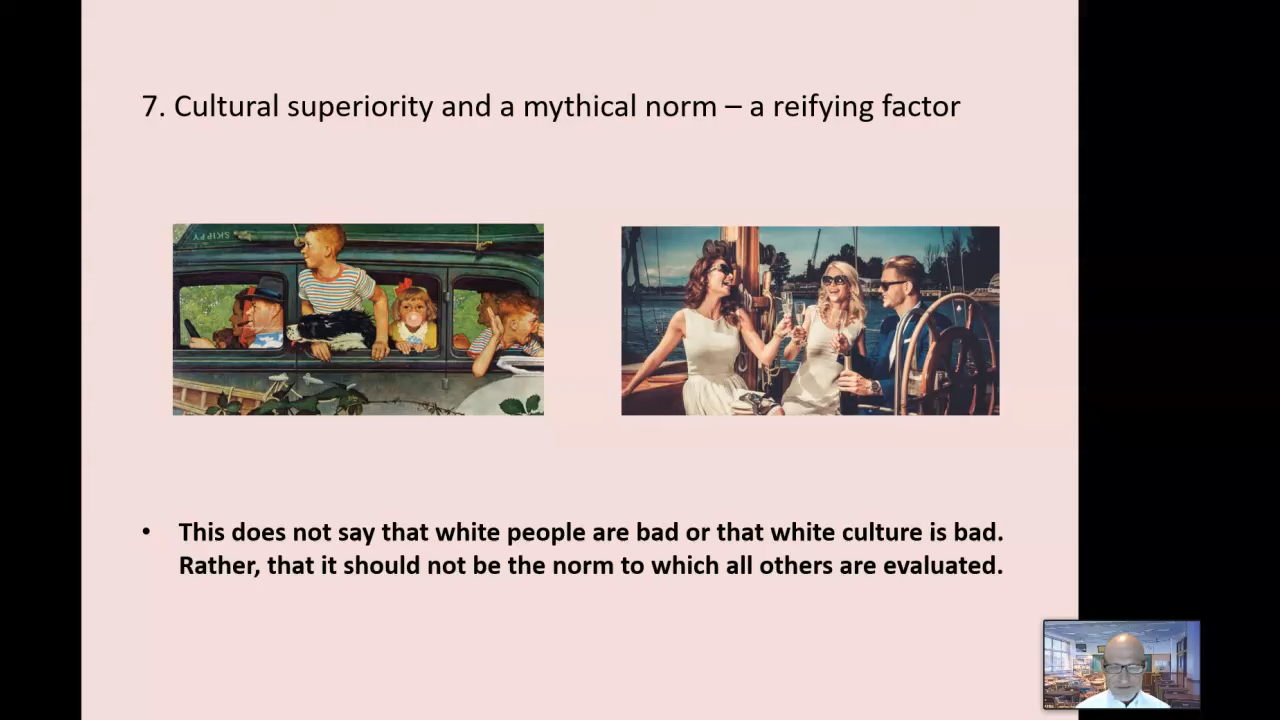 7. Cultural superiority and a mythical norm – a reifying factor
SKIPPY
• This does not say that white people are bad or that white culture is bad.
Rather, that it should not be the norm to which all others are evaluated.